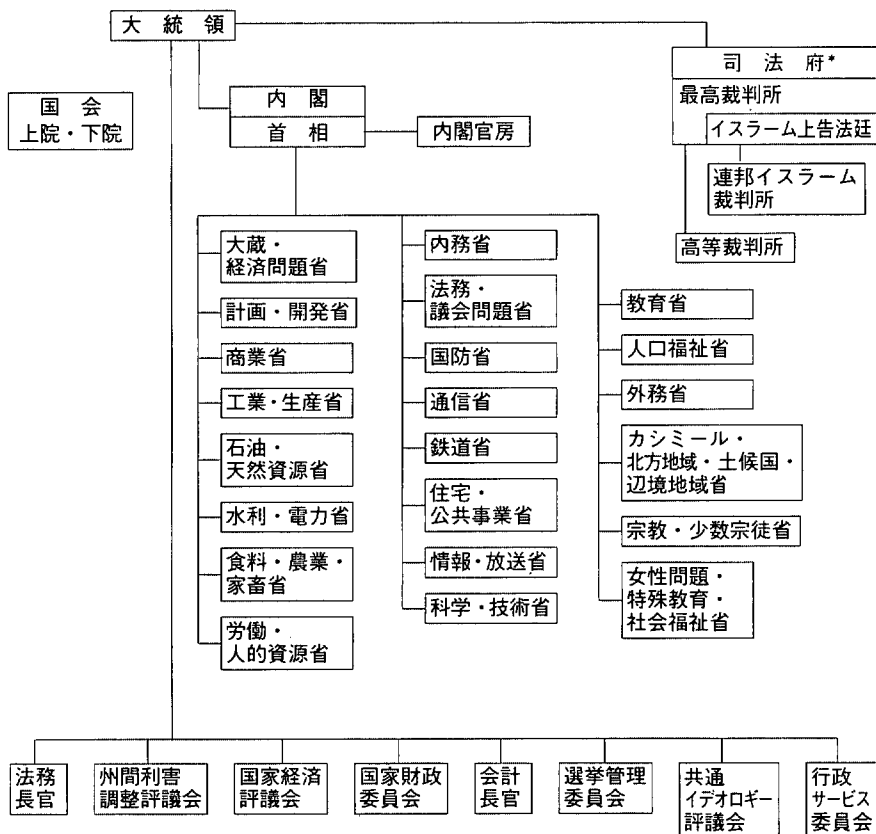 大統領
国会
上院・下院
内閣
首相
内閣官房
司法府*
最高裁判所
イスラーム上告法廷
連邦イスラーム
裁判所
高等裁判所
大蔵・
経済問題省
計画・開発省
商業省
工業・生産省
石油・
天然資源省
水利・電力省
食料・農業・
家畜省
労働・
人的資源省
内務省
法務・
議会問題省
国防省
通信省
鉄道省
住宅・
公共事業省
情報・放送省
科学・技術省
教育省
人口福祉省
外務省
カシミール・
北方地域・土候国・
辺境地域省
宗教・少数宗徒省
女性問題・
特殊教育・
社会福祉省
法務
長官
州間利害
調整評議会
国家経済
評議会
国家財政
委員会
会計
長官
選挙管理
委員会
共通
イデオロギー
評議会
行政
サービス
委員会